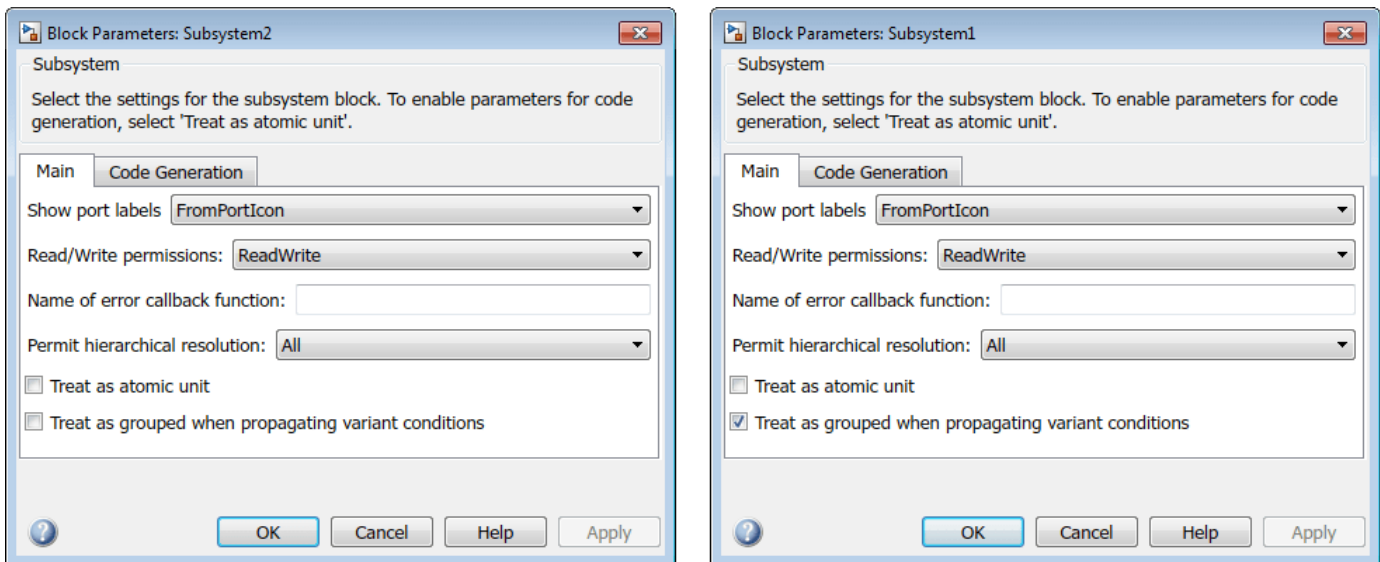 Block Parameters: Subsystem2
Subsystem
Select the settings for the subsystem block. To enable parameters for code
generation, select 'Treat as atomic unit'.
Main
Code Generation
Show port labels FromPortIcon
Read/Write permissions: ReadWrite
Name of error callback function:
Permit hierarchical resolution: All
Treat as atomic unit
Treat as grouped when propagating variant conditions
? OK Cancel Help Apply
Block Parameters: Subsystem1
Subsystem
Select the settings for the subsystem block. To enable parameters for code
generation, select 'Treat as atomic unit'.
Main
Code Generation
Show port labels FromPortIcon
Read/Write permissions: ReadWrite
Name of error callback function:
Permit hierarchical resolution: All
Treat as atomic unit
Treat as grouped when propagating variant conditions
? OK Cancel Help Apply